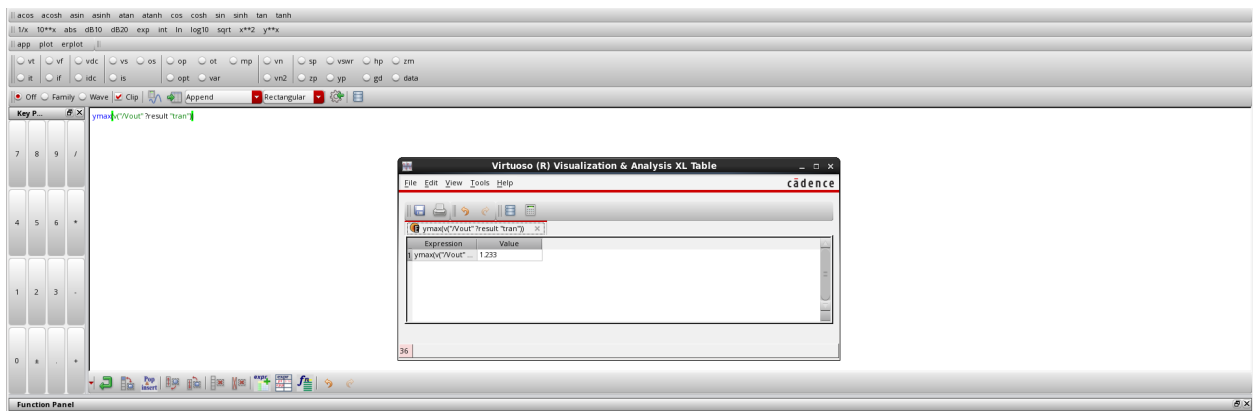 acos acosh asin asinh atan atanh cos cosh sin sinh tan tanh
1/x 10**x abs dB10 dB20 exp int ln log10 sqrt x**2 y**x
app plot erplot
vt vf vdc vs os op ot mp vn sp vswr hp zm
it if idc is opt var vn2 zp yp gd data
Off Family Wave Clip Append Rectangular
Key P...
ymax(v("/Vout" ?result "tran"))
7 8 9 /
4 5 6 *
1 2 3 -
0 ± . +
Virtuoso (R) Visualization & Analysis XL Table
File Edit View Tools Help
cādence
ymax(v("/Vout" ?result "tran"))
Expression Value
1 ymax(v("/Vout" ... 1.233
36
Pop
Insert
expr
expr
fn
Function Panel